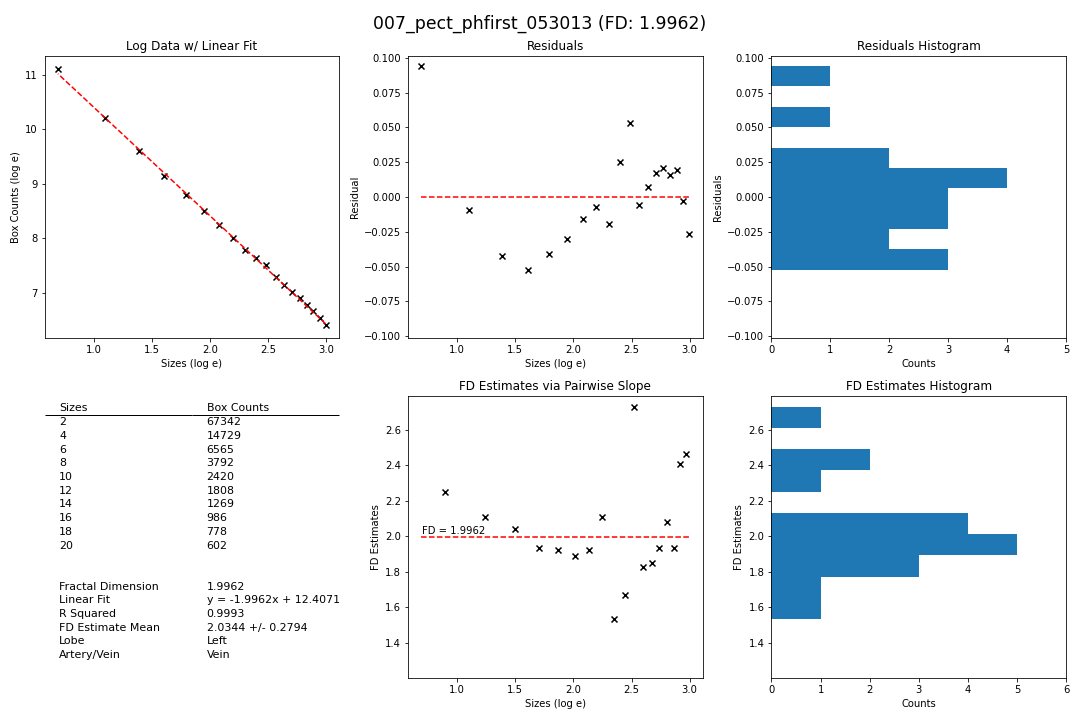 007_pect_phfirst_053013 (FD: 1.9962)
Log Data w/ Linear Fit
Box Counts (log e)
11
10
9
8
7
1.0 1.5 2.0 2.5 3.0
Sizes (log e)
Residuals
Residual
0.100
0.075
0.050
0.025
0.000
−0.025
−0.050
−0.075
−0.100
1.0 1.5 2.0 2.5 3.0
Sizes (log e)
Residuals Histogram
Residuals
0.100
0.075
0.050
0.025
0.000
−0.025
−0.050
−0.075
−0.100
0 1 2 3 4 5
Counts
Sizes Box Counts
2 67342
4 14729
6 6565
8 3792
10 2420
12 1808
14 1269
16 986
18 778
20 602
Fractal Dimension 1.9962
Linear Fit y = -1.9962x + 12.4071
R Squared 0.9993
FD Estimate Mean 2.0344 +/- 0.2794
Lobe Left
Artery/Vein Vein
FD Estimates via Pairwise Slope
FD Estimates
2.6
2.4
2.2
2.0
1.8
1.6
1.4
FD = 1.9962
1.0 1.5 2.0 2.5 3.0
Sizes (log e)
FD Estimates Histogram
FD Estimates
2.6
2.4
2.2
2.0
1.8
1.6
1.4
0 1 2 3 4 5 6
Counts